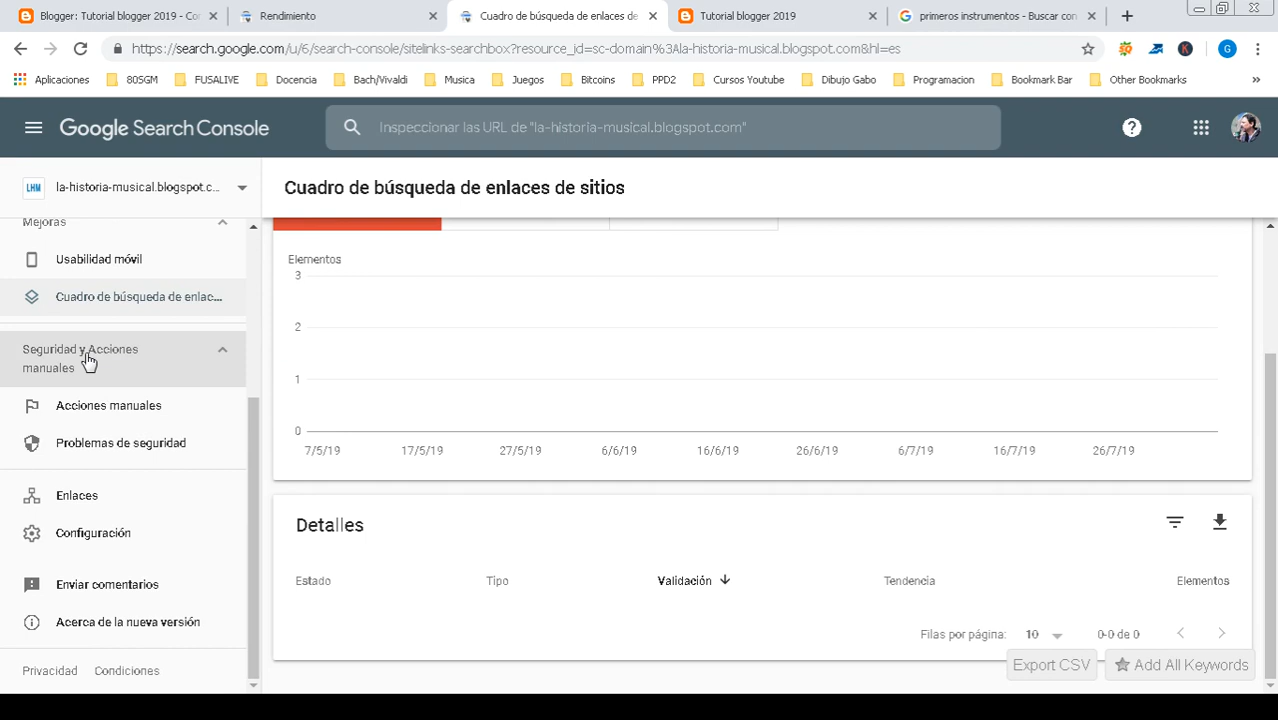 Blogger: Tutorial blogger 2019 - Co
Rendimiento
Cuadro de búsqueda de enlaces de
Tutorial blogger 2019
primeros instrumentos - Buscar con
https://search.google.com/u/6/search-console/sitelinks-searchbox?resource_id=sc-domain%3Ala-historia-musical.blogspot.com&hl=es
G
Aplicaciones
80SGM
FUSALIVE
Docencia
Bach/Vivaldi
Musica
Juegos
Bitcoins
PPD2
Cursos Youtube
Dibujo Gabo
Programacion
Bookmark Bar
Other Bookmarks
Google Search Console
Inspeccionar las URL de "la-historia-musical.blogspot.com"
LHM
la-historia-musical.blogspot.c...
Cuadro de búsqueda de enlaces de sitios
Mejoras
Usabilidad móvil
Cuadro de búsqueda de enlac...
Seguridad y Acciones
manuales
Acciones manuales
Problemas de seguridad
Enlaces
Configuración
Enviar comentarios
Acerca de la nueva versión
Privacidad
Condiciones
Elementos
3
2
1
0
7/5/19
17/5/19
27/5/19
6/6/19
16/6/19
26/6/19
6/7/19
16/7/19
26/7/19
Detalles
Estado
Tipo
Validación
Tendencia
Elementos
Filas por página:
10
0-0 de 0
Export CSV
Add All Keywords